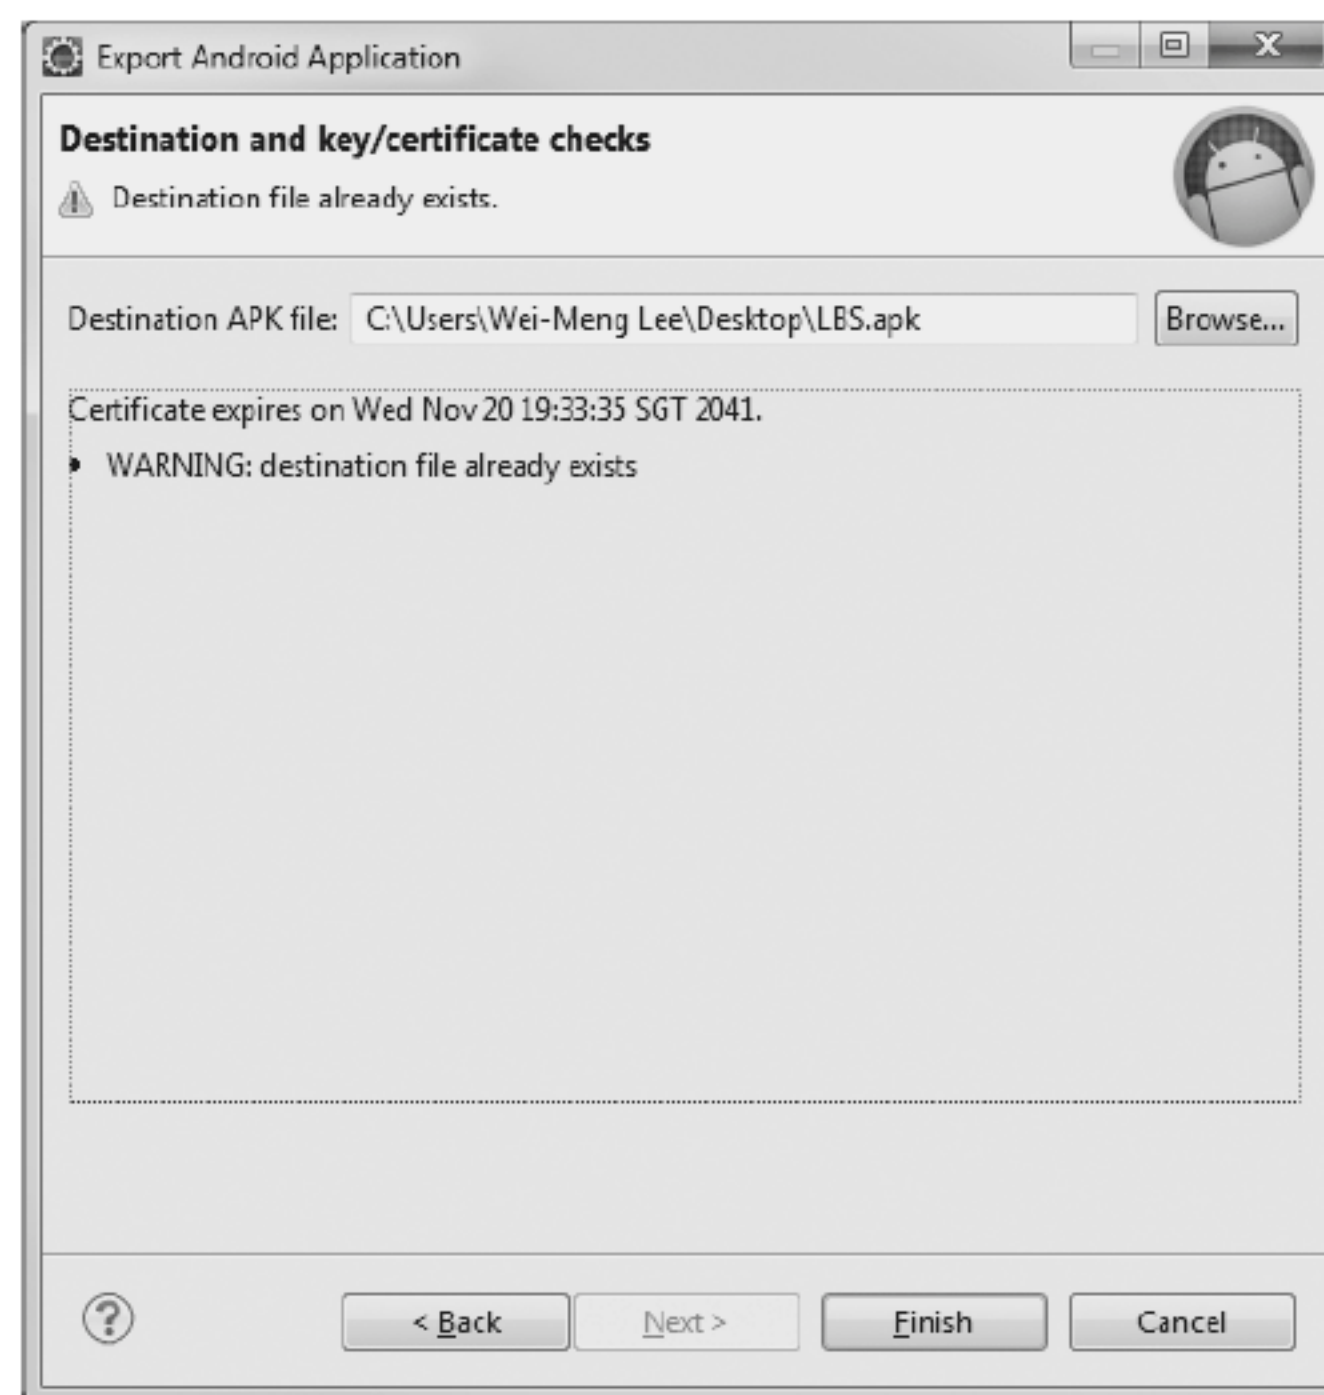 Export Android Application
Destination and key/certificate checks
Destination file already exists.
Destination APK file: C:\Users\Wei-Meng Lee\Desktop\LBS.apk Browse...
Certificate expires on Wed Nov 20 19:33:35 SGT 2041.
• WARNING: destination file already exists
? < Back Next > Finish Cancel